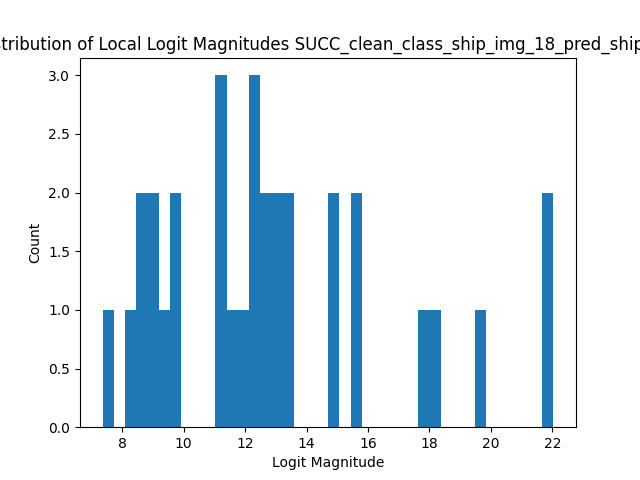 tribution of Local Logit Magnitudes SUCC_clean_class_ship_img_18_pred_ship
3.0
2.5
2.0
1.5
1.0
0.5
0.0
Count
8 10 12 14 16 18 20 22
Logit Magnitude